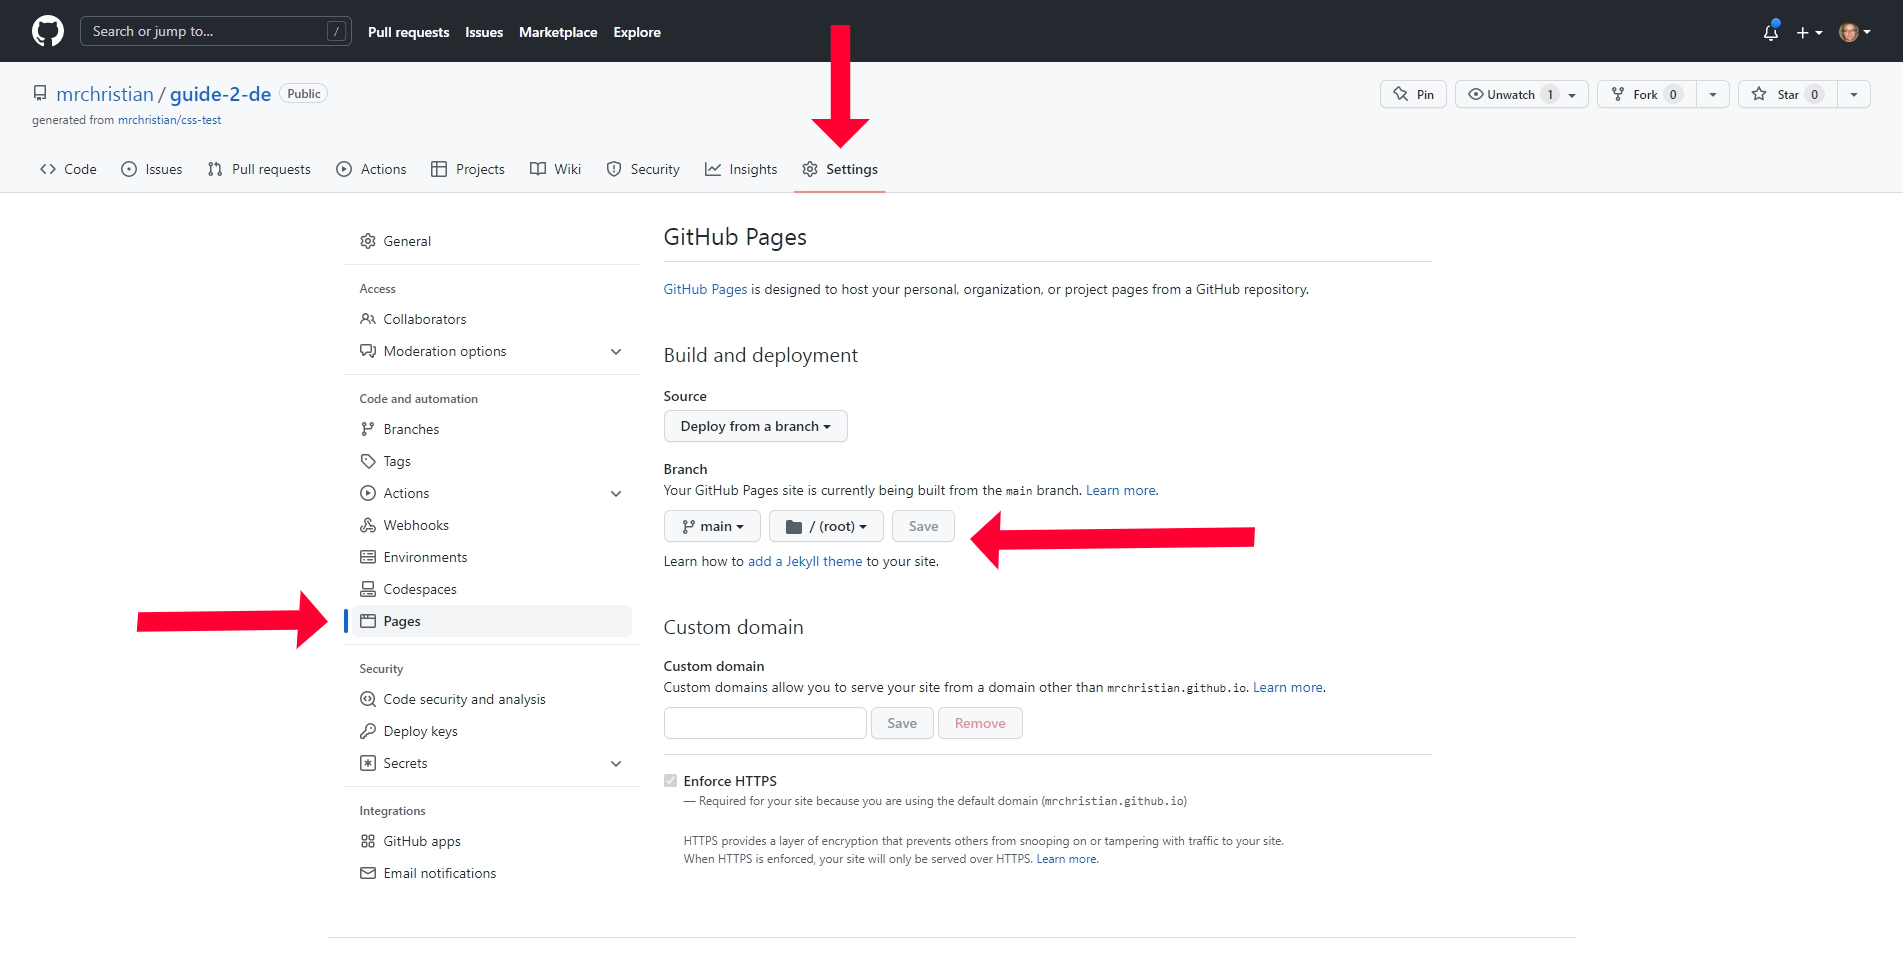 Search or jump to... /
Pull requests Issues Marketplace Explore
mrchristian / guide-2-de Public
Pin Unwatch 1 Fork 0 Star 0
generated from mrchristian/css-test
Code Issues Pull requests Actions Projects Wiki Security Insights Settings
General
Access
Collaborators
Moderation options
Code and automation
Branches
Tags
Actions
Webhooks
Environments
Codespaces
Pages
Security
Code security and analysis
Deploy keys
Secrets
Integrations
GitHub apps
Email notifications
GitHub Pages
GitHub Pages is designed to host your personal, organization, or project pages from a GitHub repository.
Build and deployment
Source
Deploy from a branch
Branch
Your GitHub Pages site is currently being built from the main branch. Learn more.
main / (root) Save
Learn how to add a Jekyll theme to your site.
Custom domain
Custom domain
Custom domains allow you to serve your site from a domain other than mrchristian.github.io. Learn more.
Save Remove
Enforce HTTPS
— Required for your site because you are using the default domain (mrchristian.github.io)
HTTPS provides a layer of encryption that prevents others from snooping on or tampering with traffic to your site.
When HTTPS is enforced, your site will only be served over HTTPS. Learn more.